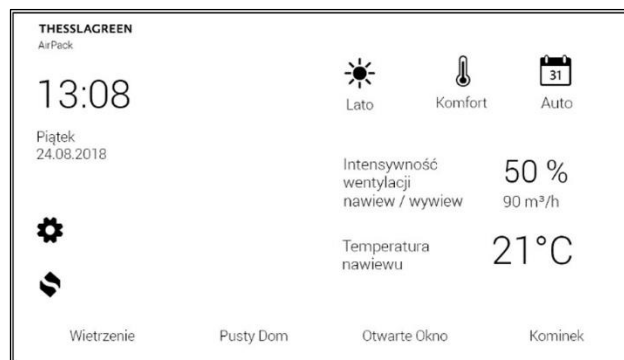 THESSLAGREEN
AirPack
13:08
Piątek
24.08.2018
31
Lato
Komfort
Auto
Intensywność
wentylacji
nawiew / wywiew
50 %
90 m³/h
Temperatura
nawiewu
21°C
Wietrzenie
Pusty Dom
Otwarte Okno
Kominek